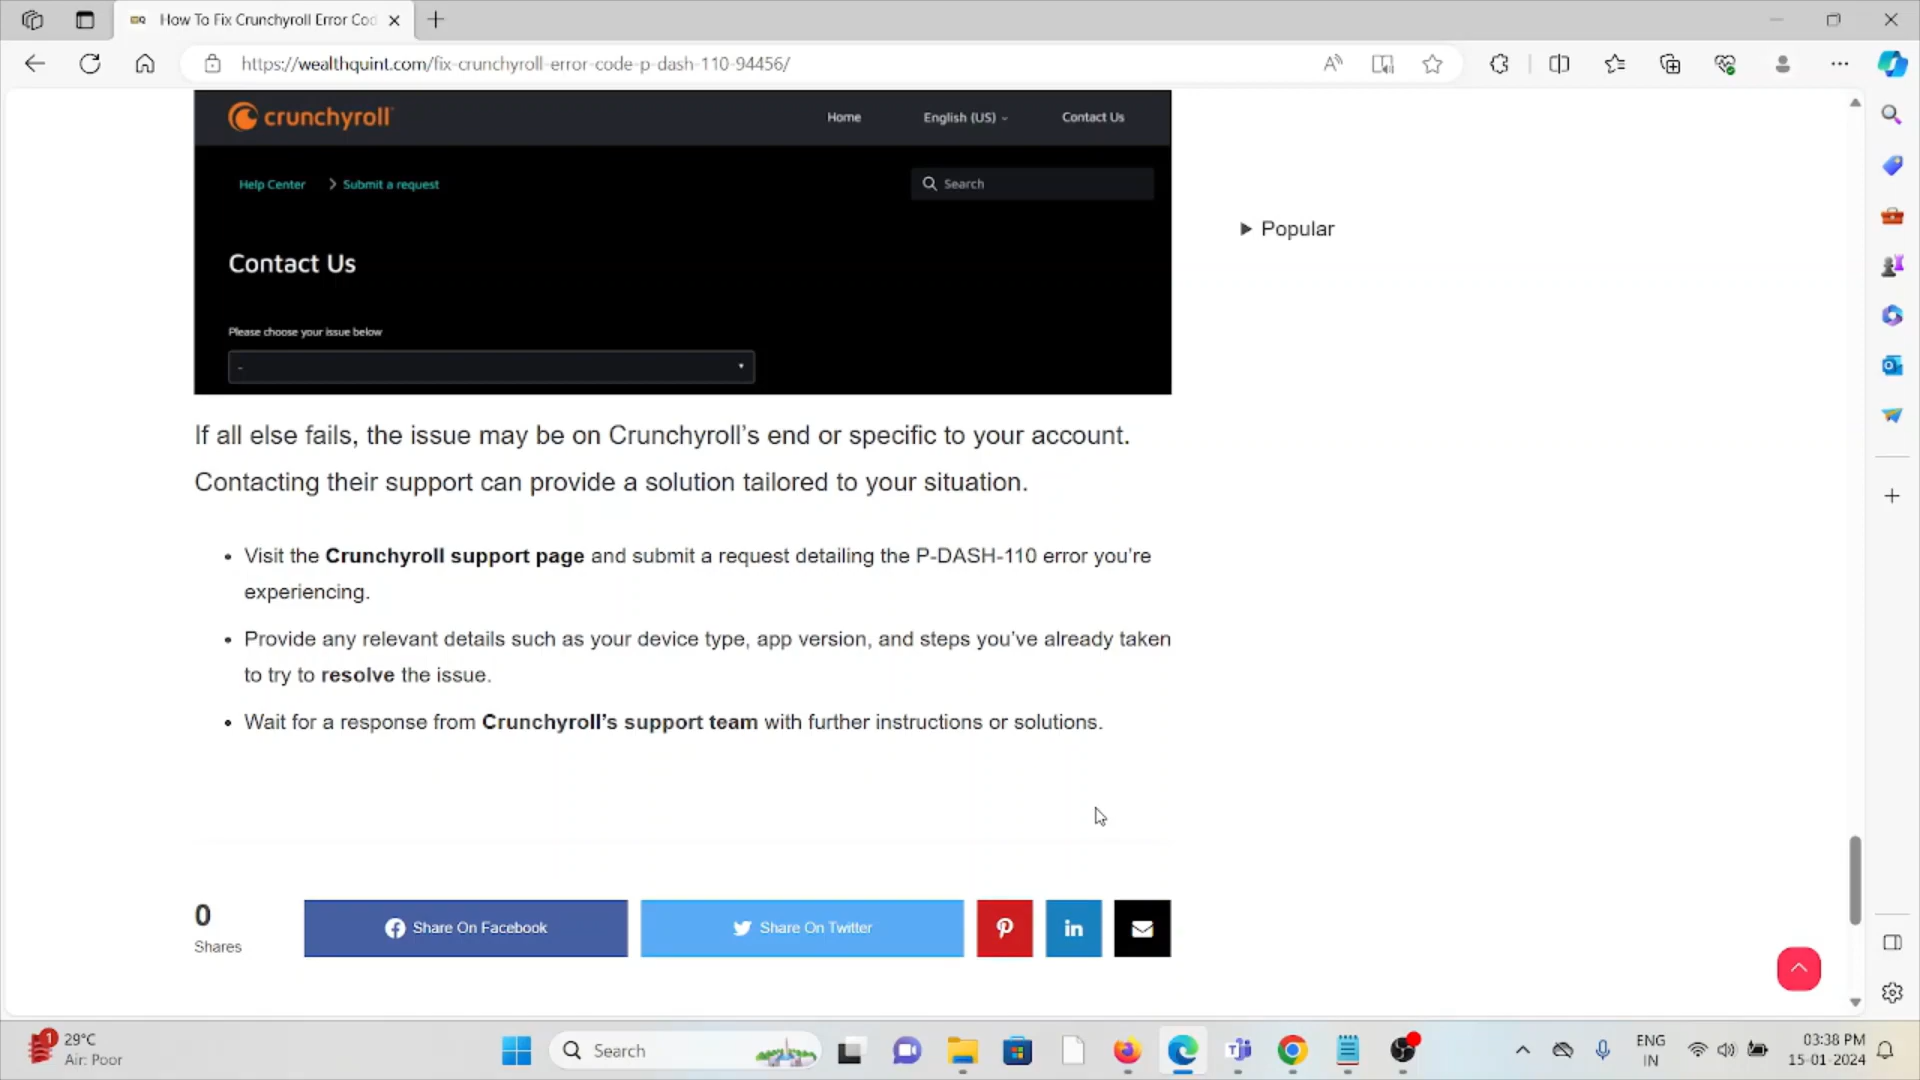 How To Fix Crunchyroll Error Cod
https://wealthquint.com/fix-crunchyroll-error-code-p-dash-110-94456/
crunchyroll
Home
English (US)
Contact Us
Help Center
Submit a request
Search
Contact Us
Please choose your issue below
-
Popular
If all else fails, the issue may be on Crunchyroll’s end or specific to your account.
Contacting their support can provide a solution tailored to your situation.
• Visit the Crunchyroll support page and submit a request detailing the P-DASH-110 error you’re
experiencing.
• Provide any relevant details such as your device type, app version, and steps you’ve already taken
to try to resolve the issue.
• Wait for a response from Crunchyroll’s support team with further instructions or solutions.
0
Shares
Share On Facebook
Share On Twitter
in
1
29°C
Air: Poor
Search
ENG
IN
03:38 PM
15-01-2024